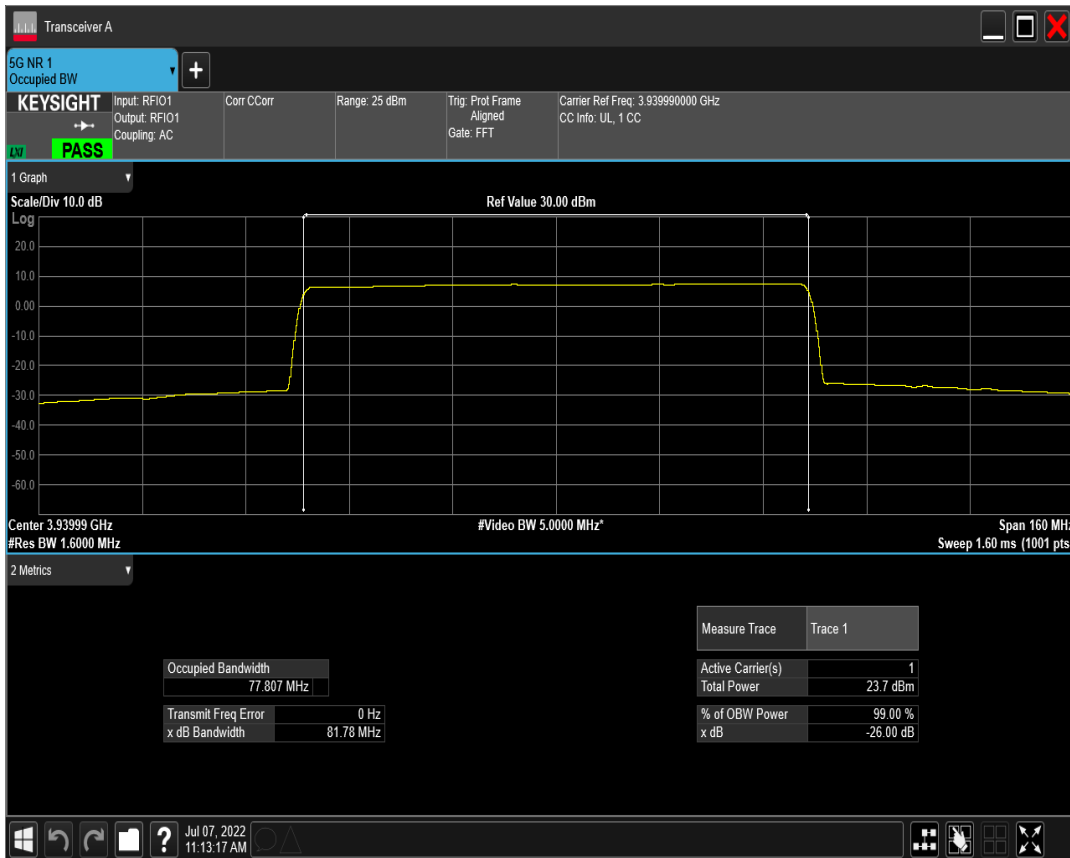 Transceiver A
5G NR 1
Occupied BW
+
KEYSIGHT
LXI
PASS
Input: RFIO1
Output: RFIO1
Coupling: AC
Corr CCorr
Range: 25 dBm
Trig: Prot Frame
Aligned
Gate: FFT
Carrier Ref Freq: 3.939990000 GHz
CC Info: UL, 1 CC
1 Graph
Scale/Div 10.0 dB
Ref Value 30.00 dBm
Log
20.0
10.0
0.00
-10.0
-20.0
-30.0
-40.0
-50.0
-60.0
Center 3.93999 GHz
#Video BW 5.0000 MHz*
Span 160 MHz
#Res BW 1.6000 MHz
Sweep 1.60 ms (1001 pts
2 Metrics
Measure Trace Trace 1
Occupied Bandwidth
77.807 MHz
Active Carrier(s) 1
Total Power 23.7 dBm
Transmit Freq Error 0 Hz
x dB Bandwidth 81.78 MHz
% of OBW Power 99.00 %
x dB -26.00 dB
?
Jul 07, 2022
11:13:17 AM